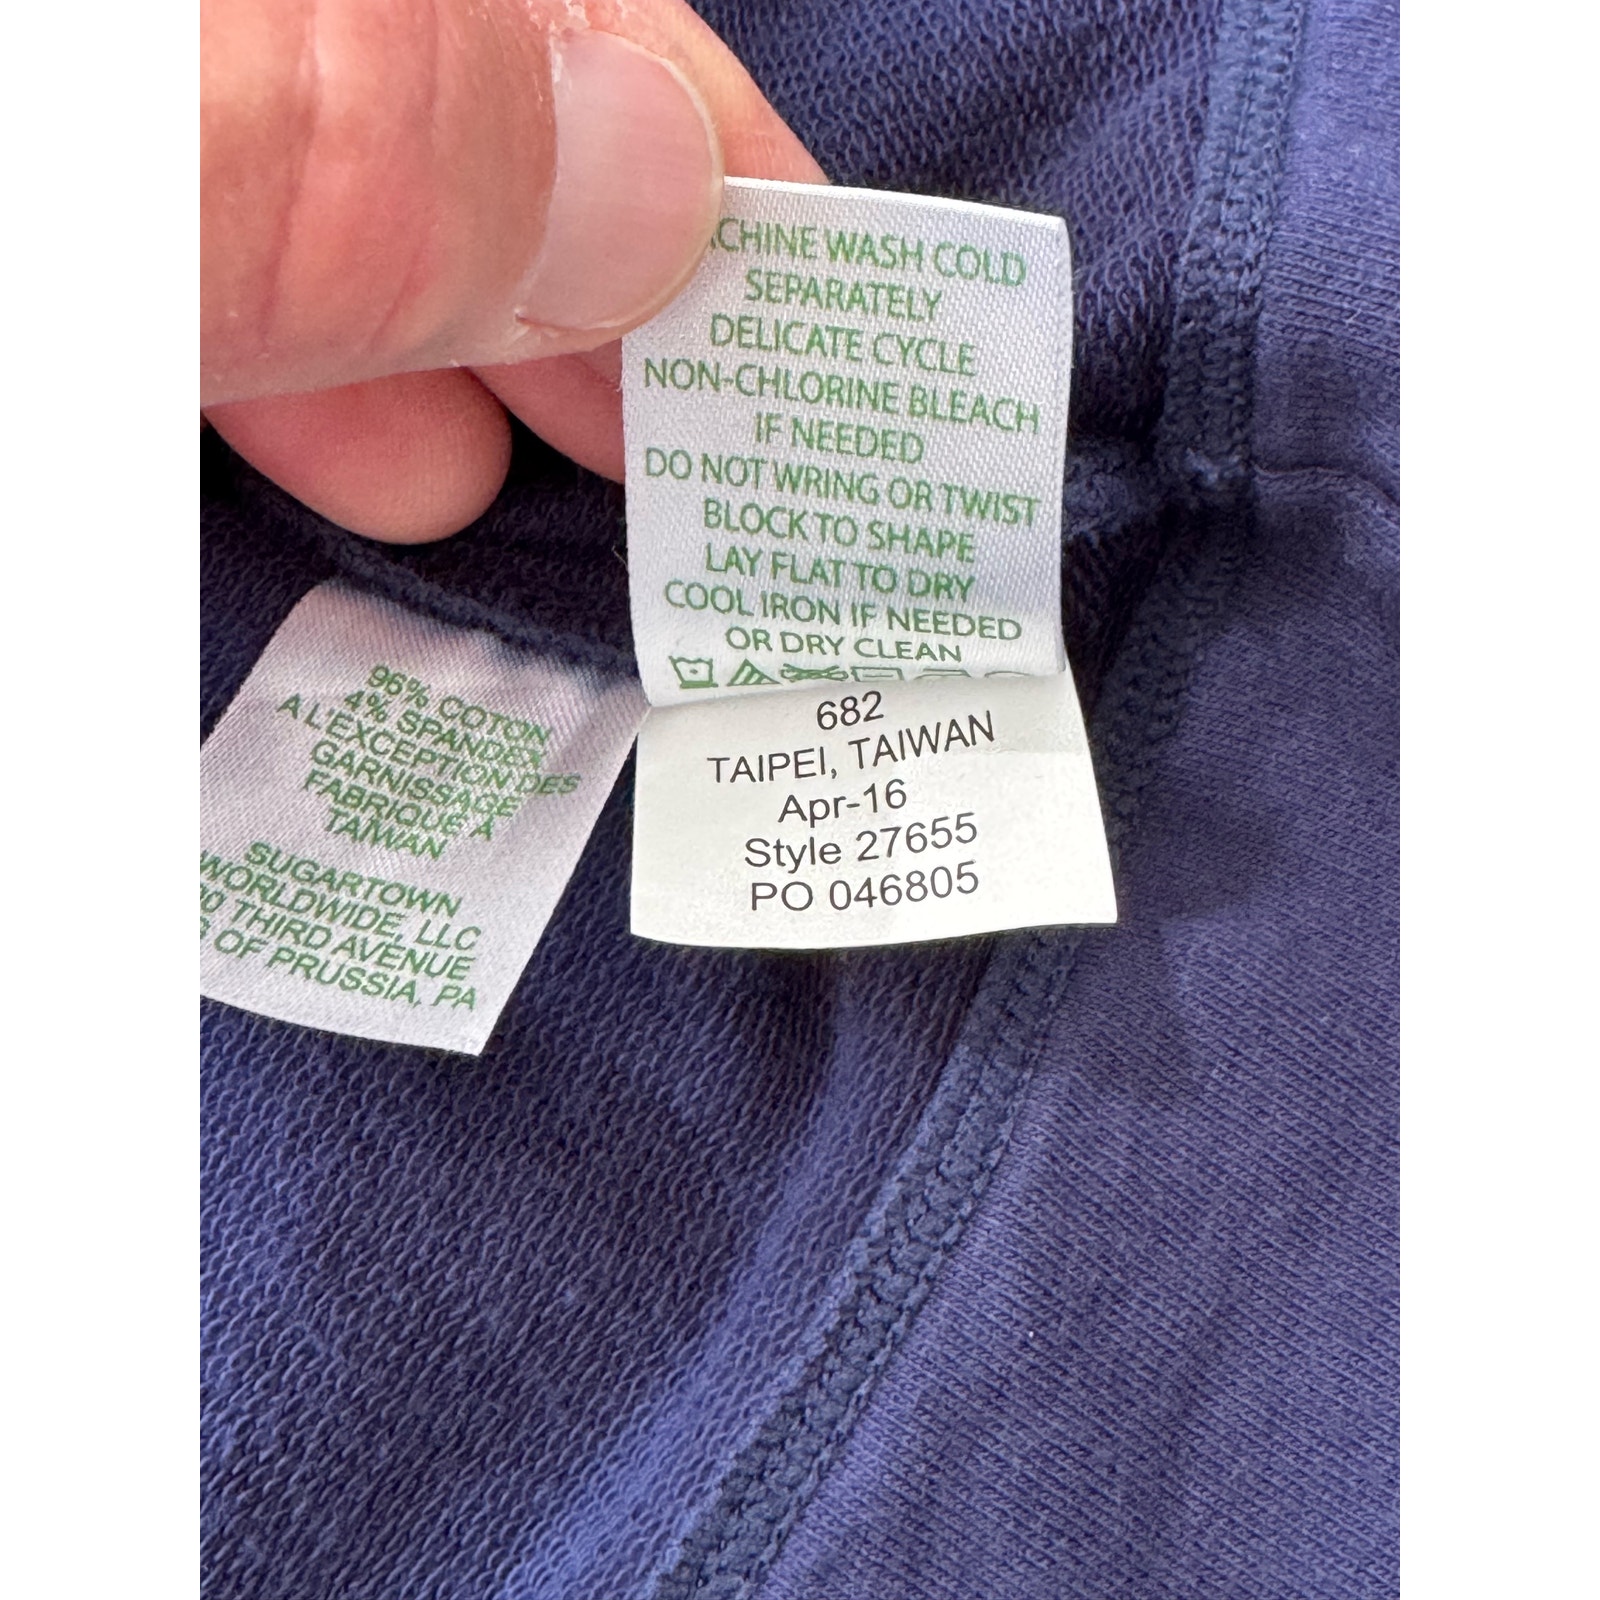 WASH COLD
SEPARATELY
DELICATE CYCLE
NON-CHLORINE BLEACH
IF NEEDED
DO NOT WRING OR TWIST
BLOCK TO SHAPE
LAY FLAT TO DRY
COOL IRON IF NEEDED
OR DRY CLEAN
682
TAIPEI, TAIWAN
Apr-16
Style 27655
PO 046805
96% COTON
4% SPANDEX
A L'EXCEPTION DES
GARNISSAGE
FABRIQUE A
TAIWAN
SUGARTOWN
WORLDWIDE, LLC
THIRD AVENUE
OF PRUSSIA, PA